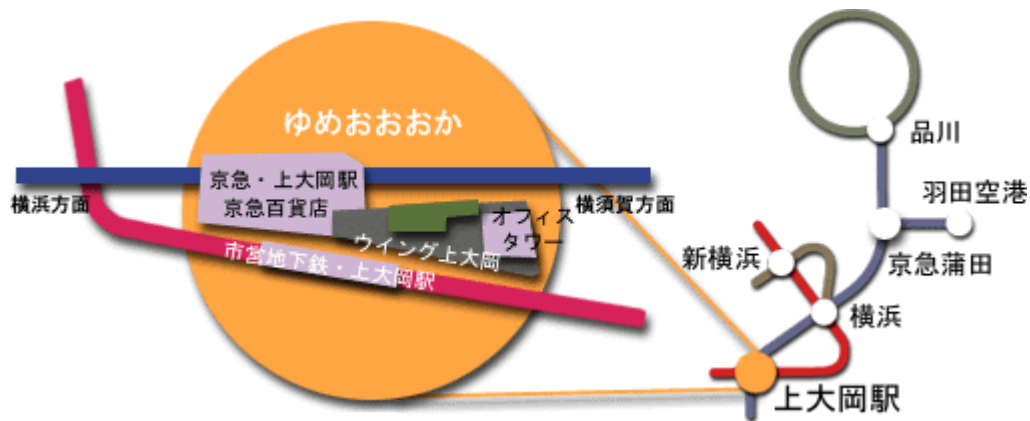 ゆめおおおか
京急・上大岡駅
京急百貨店
横浜方面
横須賀方面
オフィス
タワー
ウイング上大岡
市営地下鉄・上大岡駅
品川
羽田空港
京急蒲田
新横浜
横浜
上大岡駅